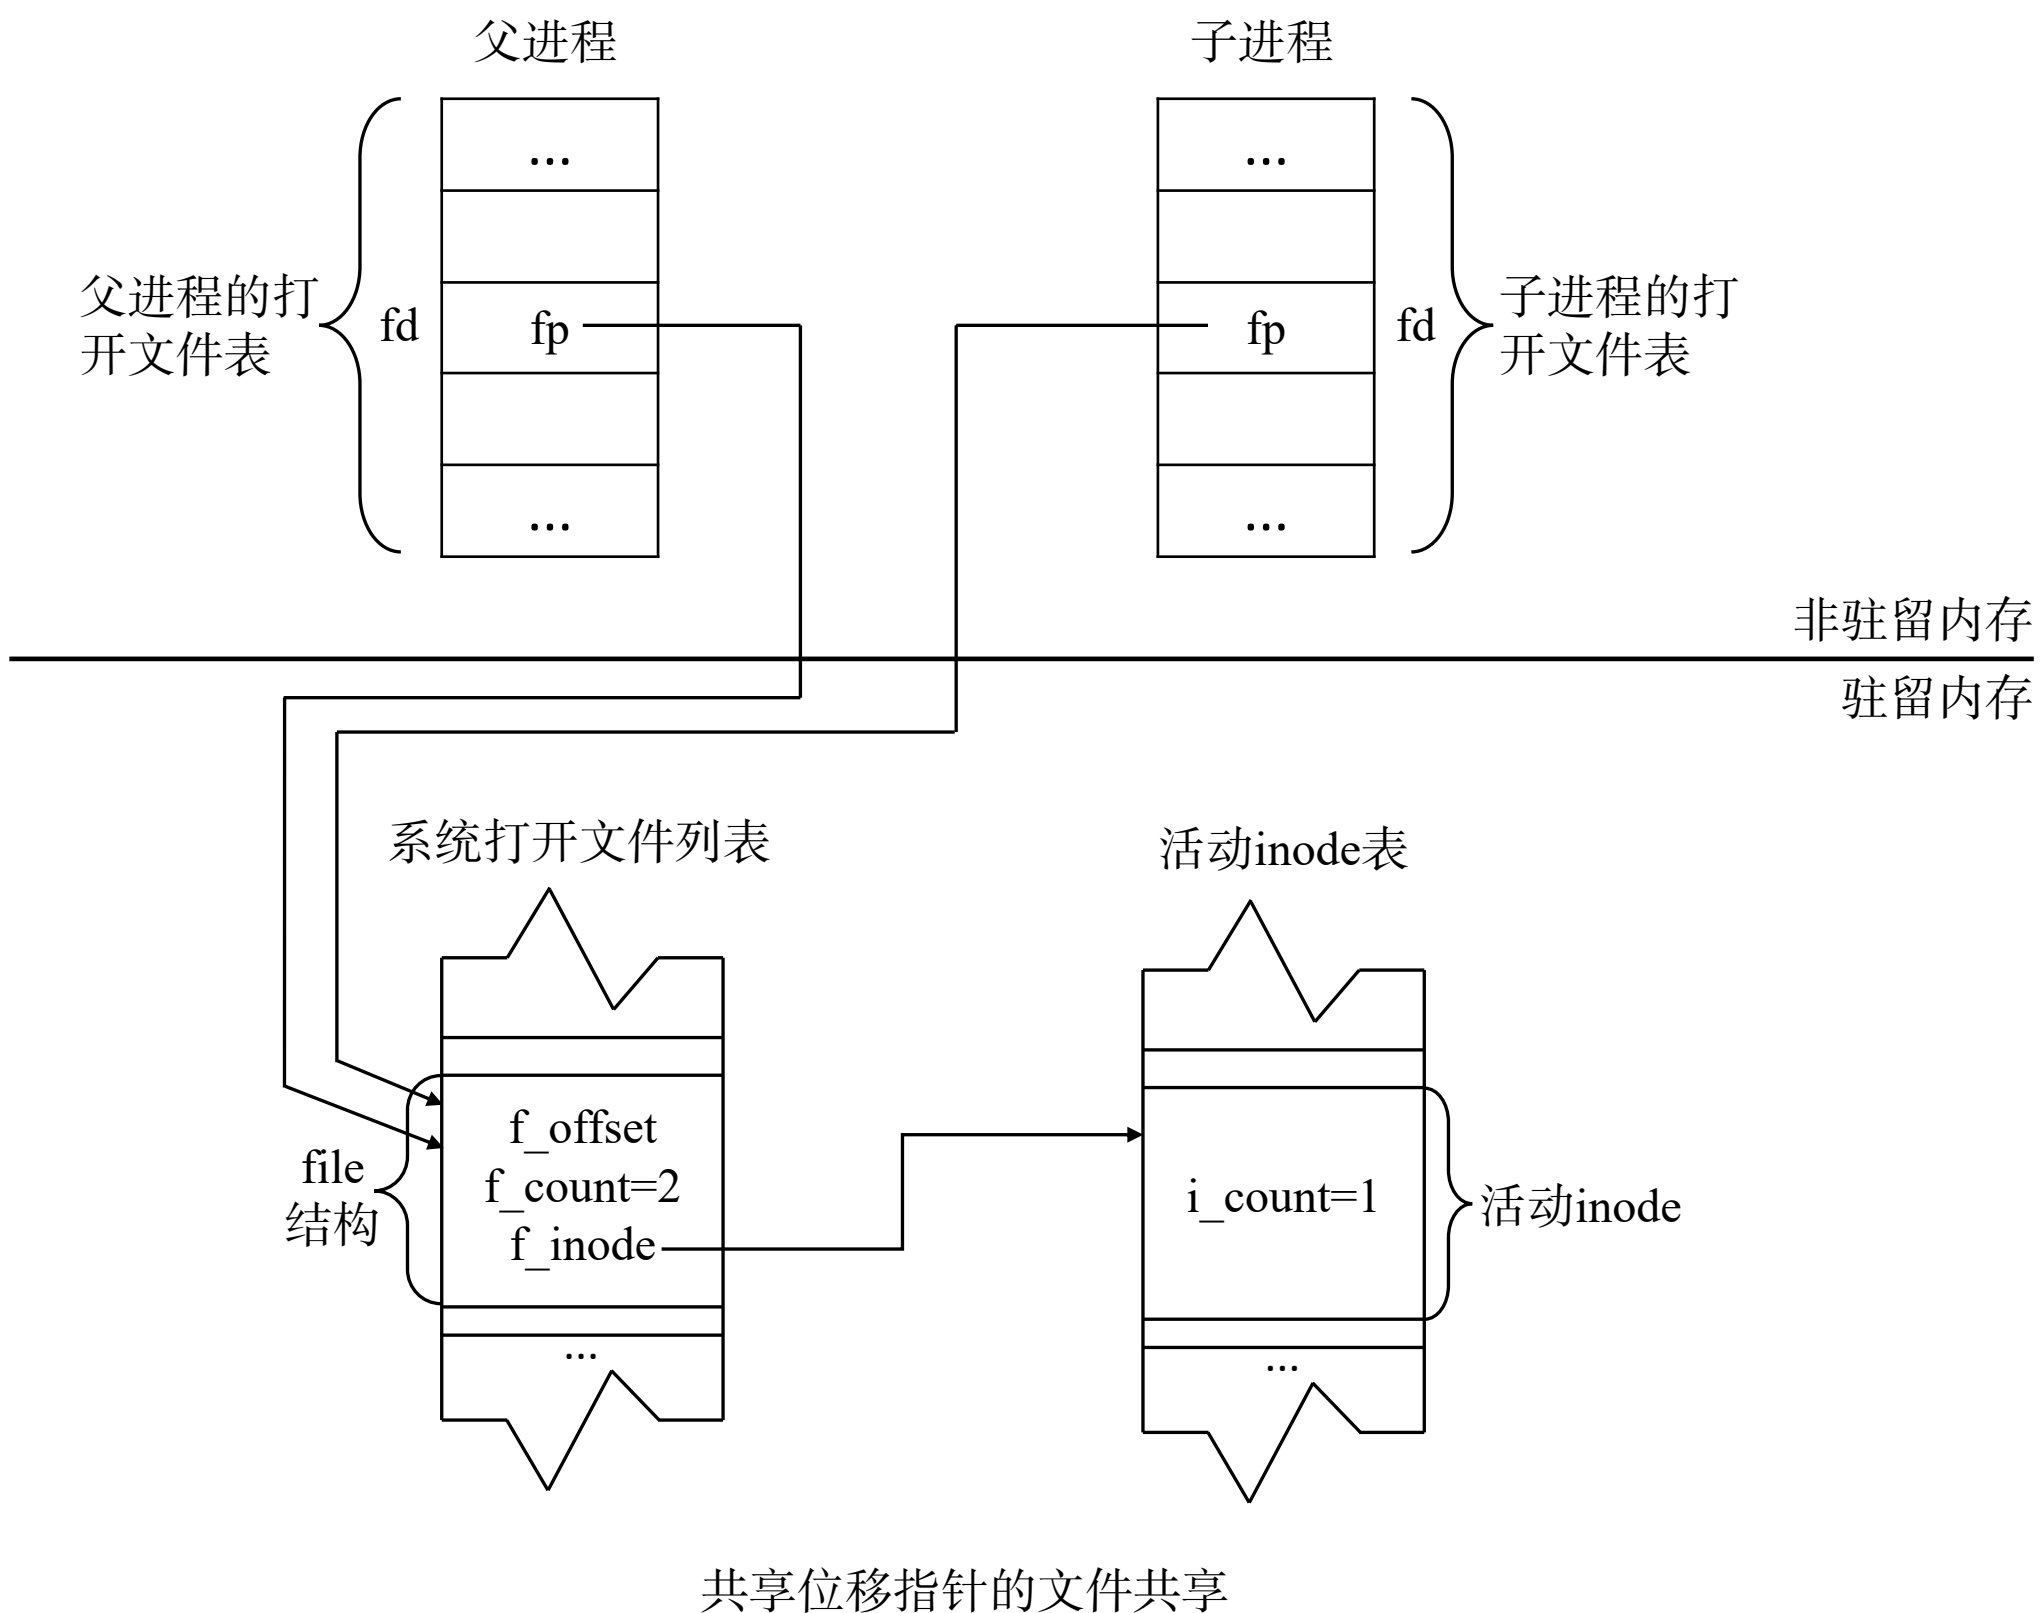 父进程
子进程
...
...
父进程的打
开文件表
fd
fp
fp
fd
子进程的打
开文件表
...
...
非驻留内存
驻留内存
系统打开文件列表
活动inode表
file
结构
f_offset
f_count=2
f_inode
i_count=1
活动inode
...
...
共享位移指针的文件共享